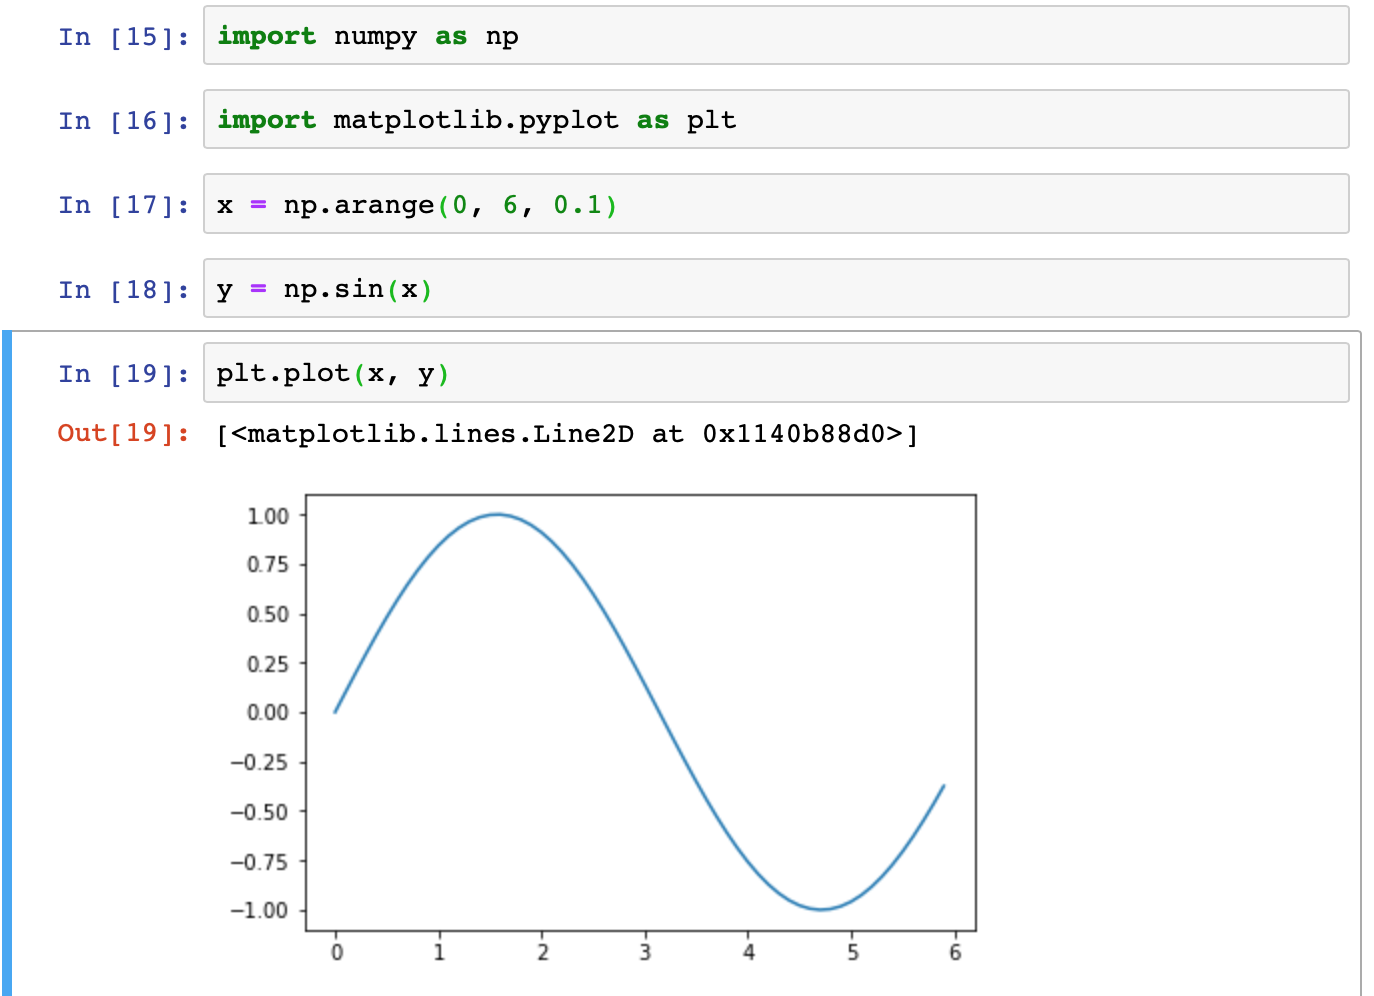 In [15]: import numpy as np
In [16]: import matplotlib.pyplot as plt
In [17]: x = np.arange(0, 6, 0.1)
In [18]: y = np.sin(x)
In [19]: plt.plot(x, y)
Out[19]: [<matplotlib.lines.Line2D at 0x1140b88d0>]
1.00
0.75
0.50
0.25
0.00
−0.25
−0.50
−0.75
−1.00
0 1 2 3 4 5 6